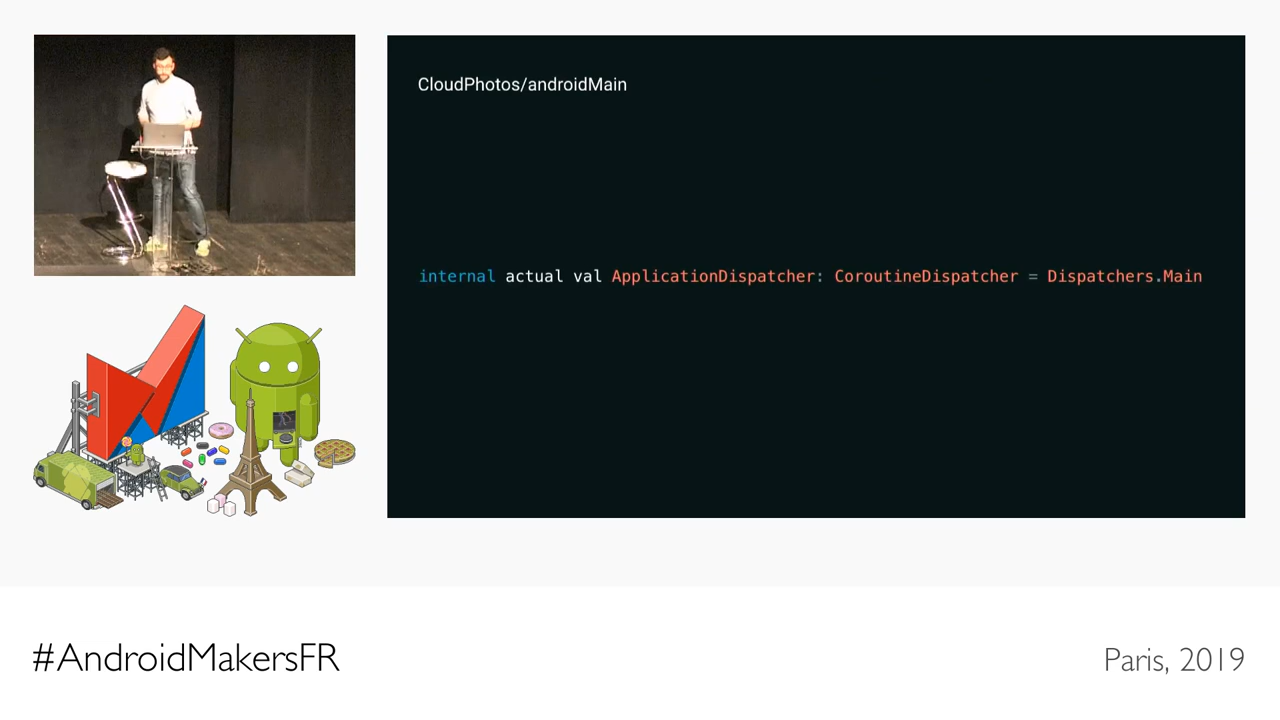 CloudPhotos/androidMain
internal actual val ApplicationDispatcher: CoroutineDispatcher = Dispatchers.Main
#AndroidMakersFR
Paris, 2019